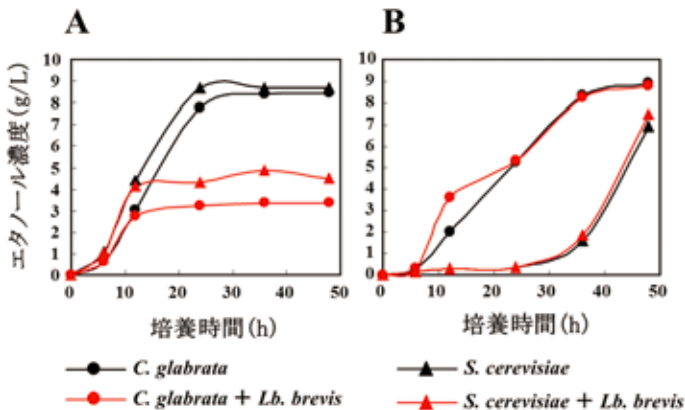 A
B
エタノール濃度(g/L)
10
9
8
7
6
5
4
3
2
1
0
0 10 20 30 40 50
培養時間(h)
10
9
8
7
6
5
4
3
2
1
0
0 10 20 30 40 50
培養時間(h)
C. glabrata
C. glabrata + Lb. brevis
S. cerevisiae
S. cerevisiae + Lb. brevis